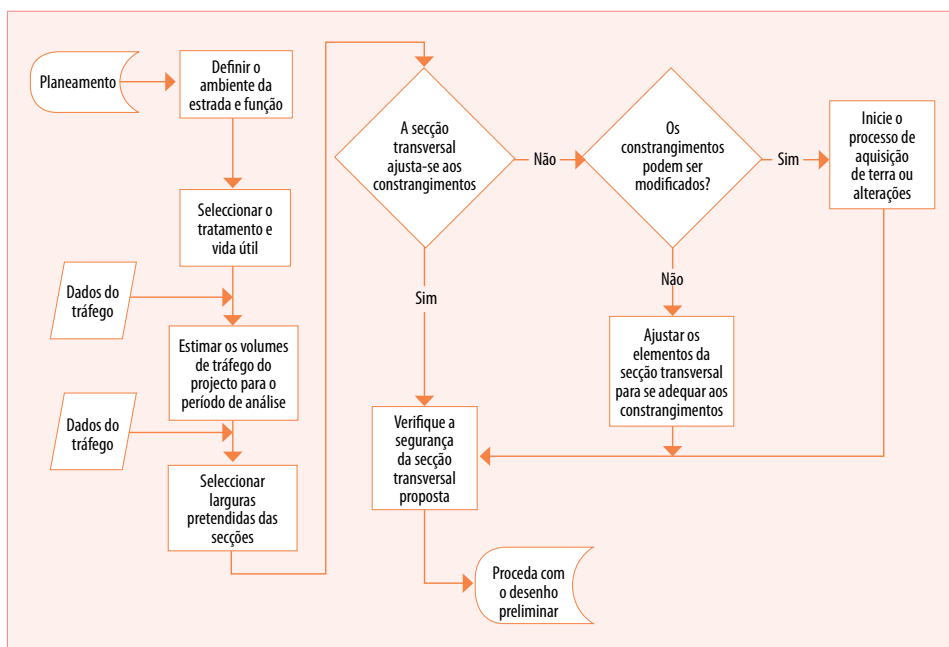 Planeamento
Definir o
ambiente da
estrada e função
Seleccionar o
tratamento e
vida útil
Dados do
tráfego
Estimar os volumes
de tráfego do
projecto para o
período de análise
Dados do
tráfego
Seleccionar
larguras
pretendidas das
secções
A secção
transversal
ajusta-se aos
constrangimentos
Não
Sim
Os
constrangimentos
podem ser
modificados?
Sim
Não
Inicie o
processo de
aquisição
de terra ou
alterações
Ajustar os
elementos da
secção transversal
para se adequar aos
constrangimentos
Verifique a
segurança
da secção
transversal
proposta
Proceda com
o desenho
preliminar